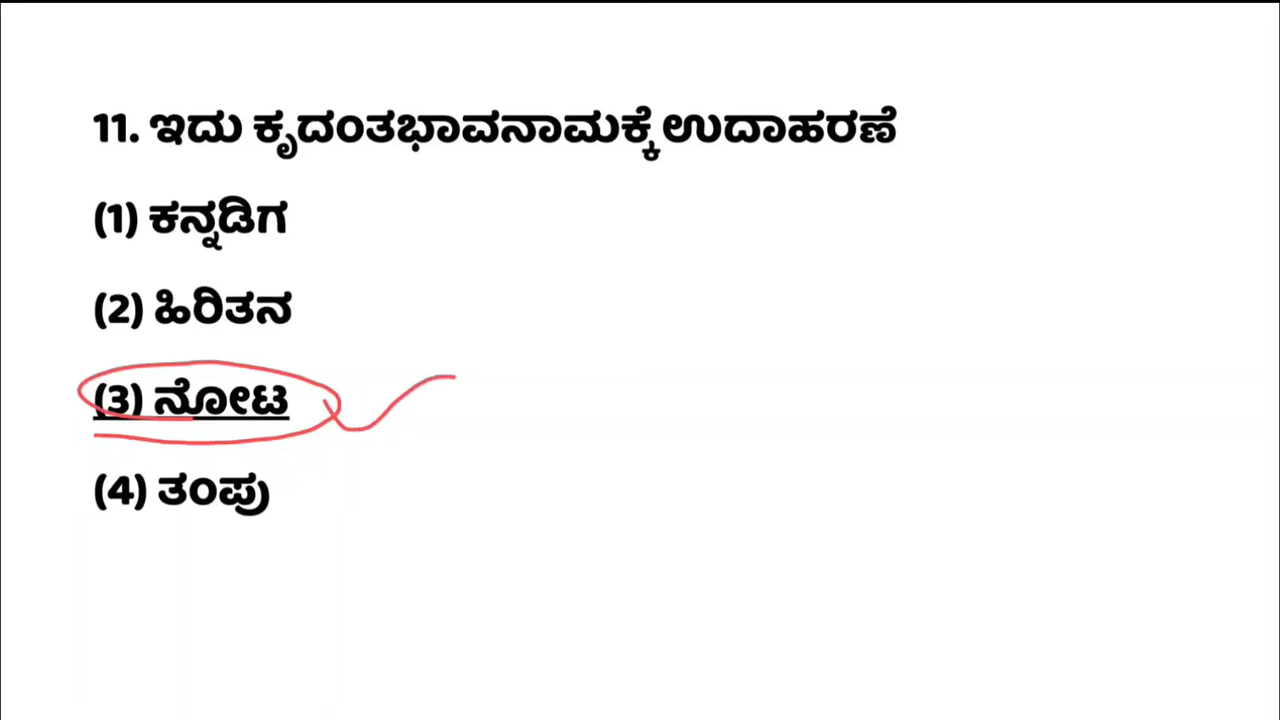 11. ಇದು ಕೃದಂತಭಾವನಾಮಕ್ಕೆ ಉದಾಹರಣೆ
(1) ಕನ್ನಡಿಗ
(2) ಹಿರಿತನ
(3) ನೋಟ
(4) ತಂಪು